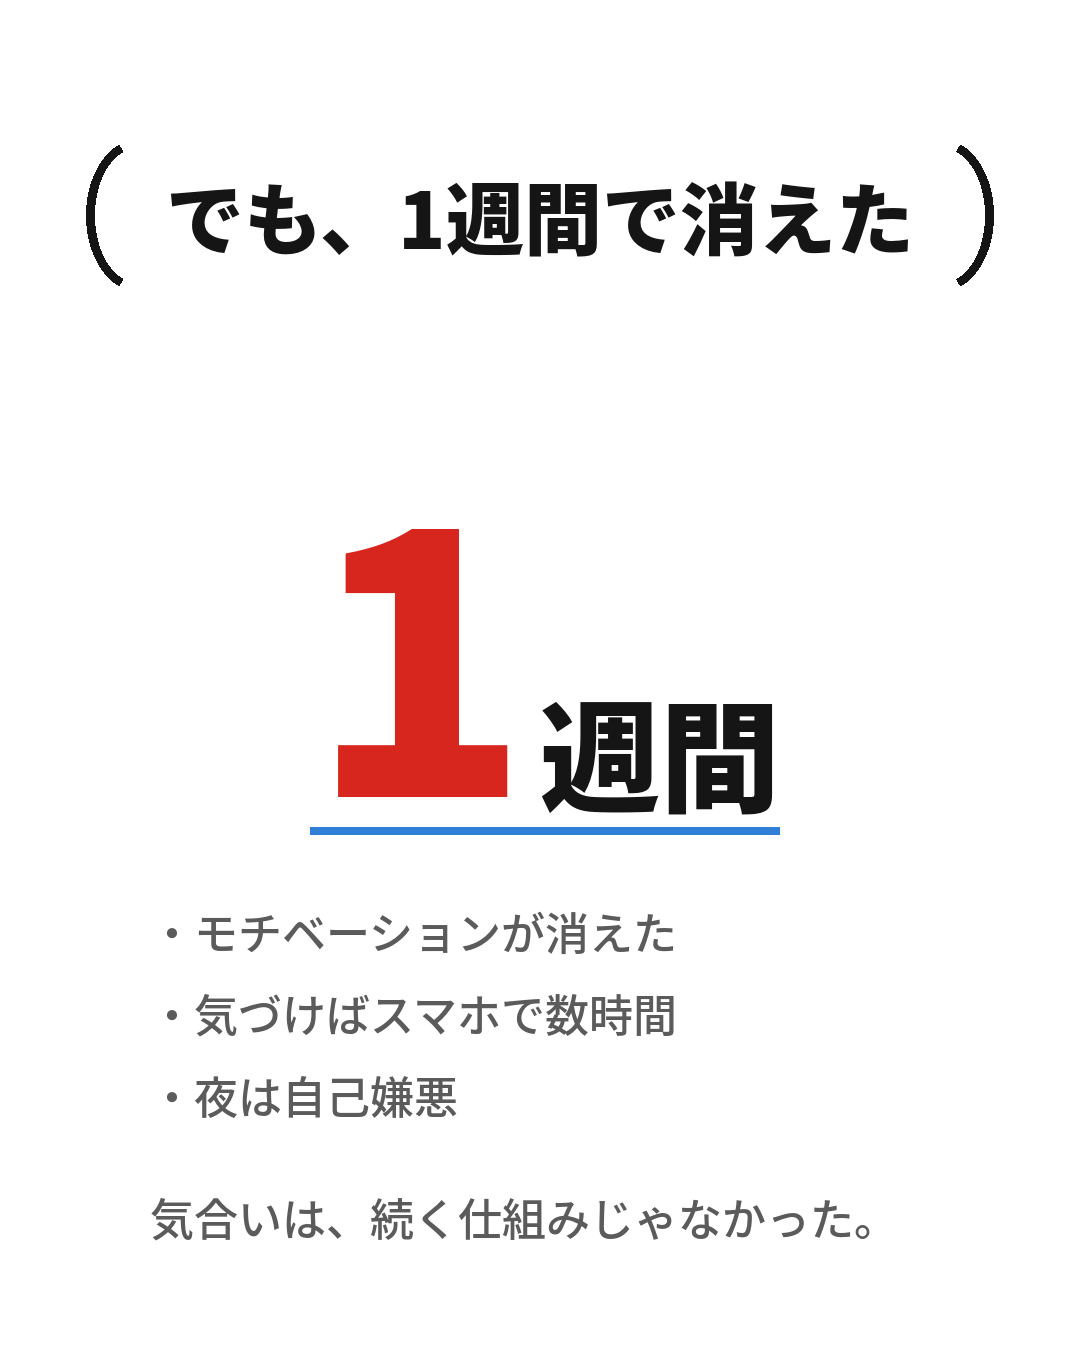 （でも、1週間で消えた）
1週間
・モチベーションが消えた
・気づけばスマホで数時間
・夜は自己嫌悪
気合いは、続く仕組みじゃなかった。